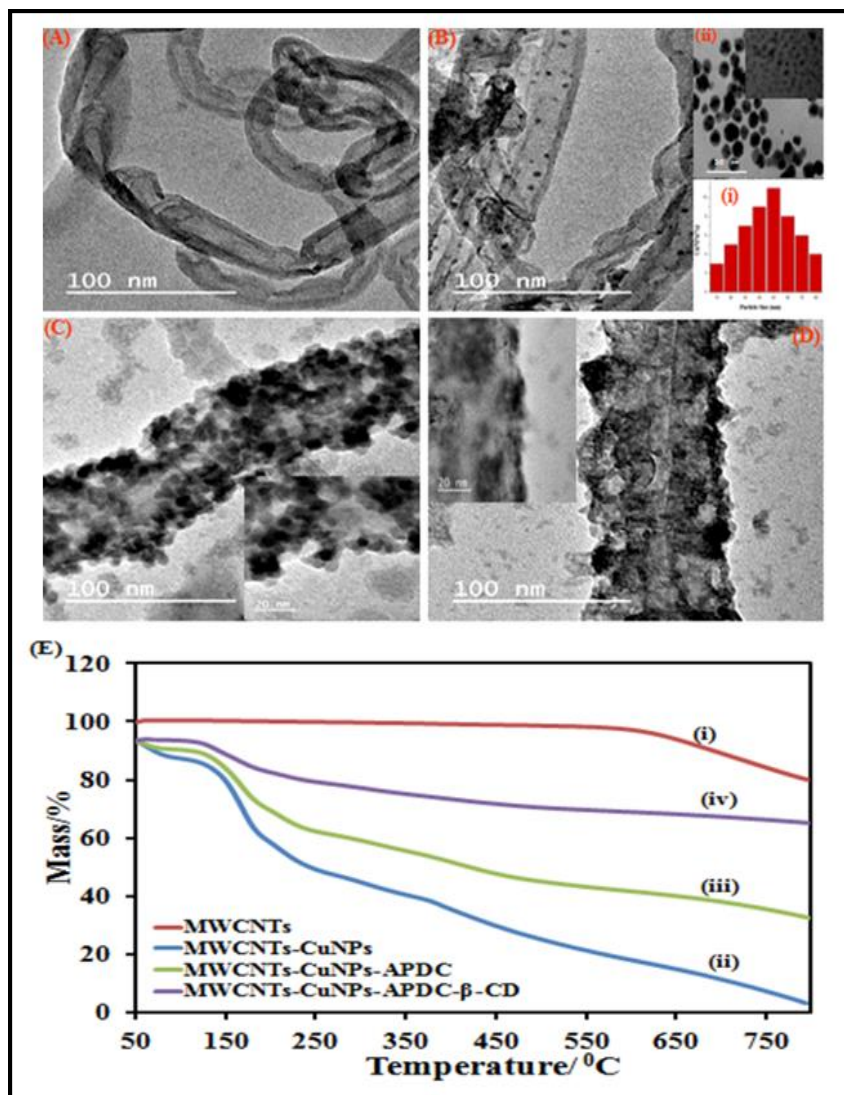 (A)
(B)
(ii)
(i)
100 nm
100 nm
(C)
(D)
20 nm
20 nm
100 nm
100 nm
(E)
120
100
80
60
40
20
0
Mass/%
(i)
(iv)
(iii)
(ii)
MWCNTs
MWCNTs-CuNPs
MWCNTs-CuNPs-APDC
MWCNTs-CuNPs-APDC-β-CD
50 150 250 350 450 550 650 750
Temperature/ ⁰C